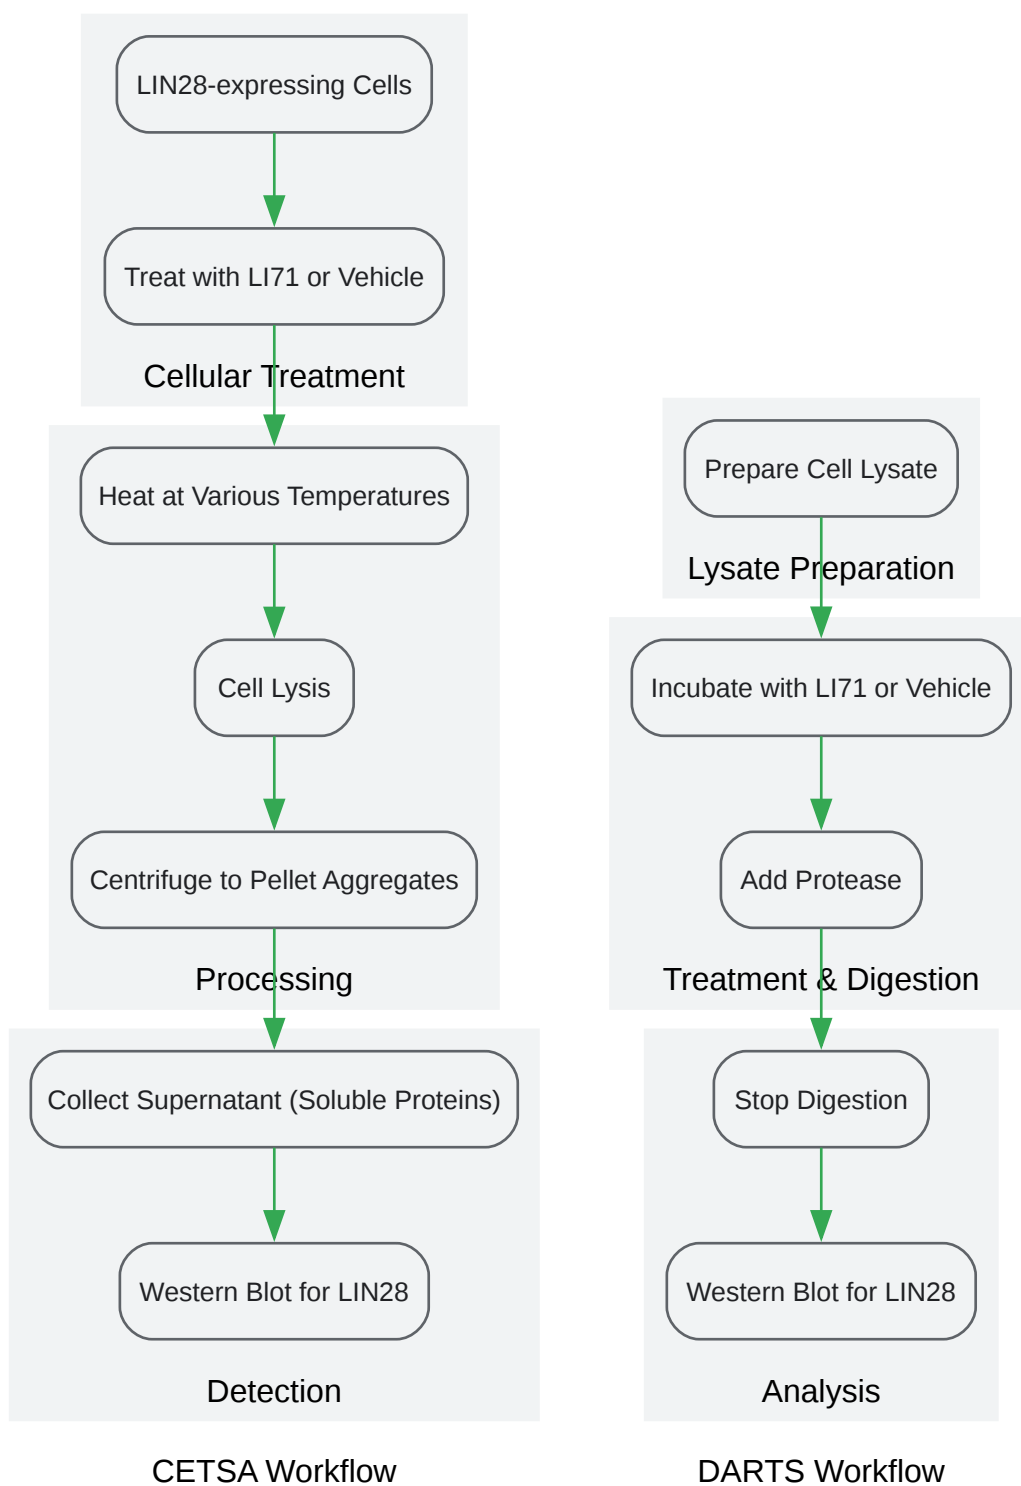 LIN28-expressing Cells
Treat with LI71 or Vehicle
Cellular Treatment
Heat at Various Temperatures
Cell Lysis
Centrifuge to Pellet Aggregates
Processing
Collect Supernatant (Soluble Proteins)
Western Blot for LIN28
Detection
CETSA Workflow
Prepare Cell Lysate
Lysate Preparation
Incubate with LI71 or Vehicle
Add Protease
Treatment & Digestion
Stop Digestion
Western Blot for LIN28
Analysis
DARTS Workflow